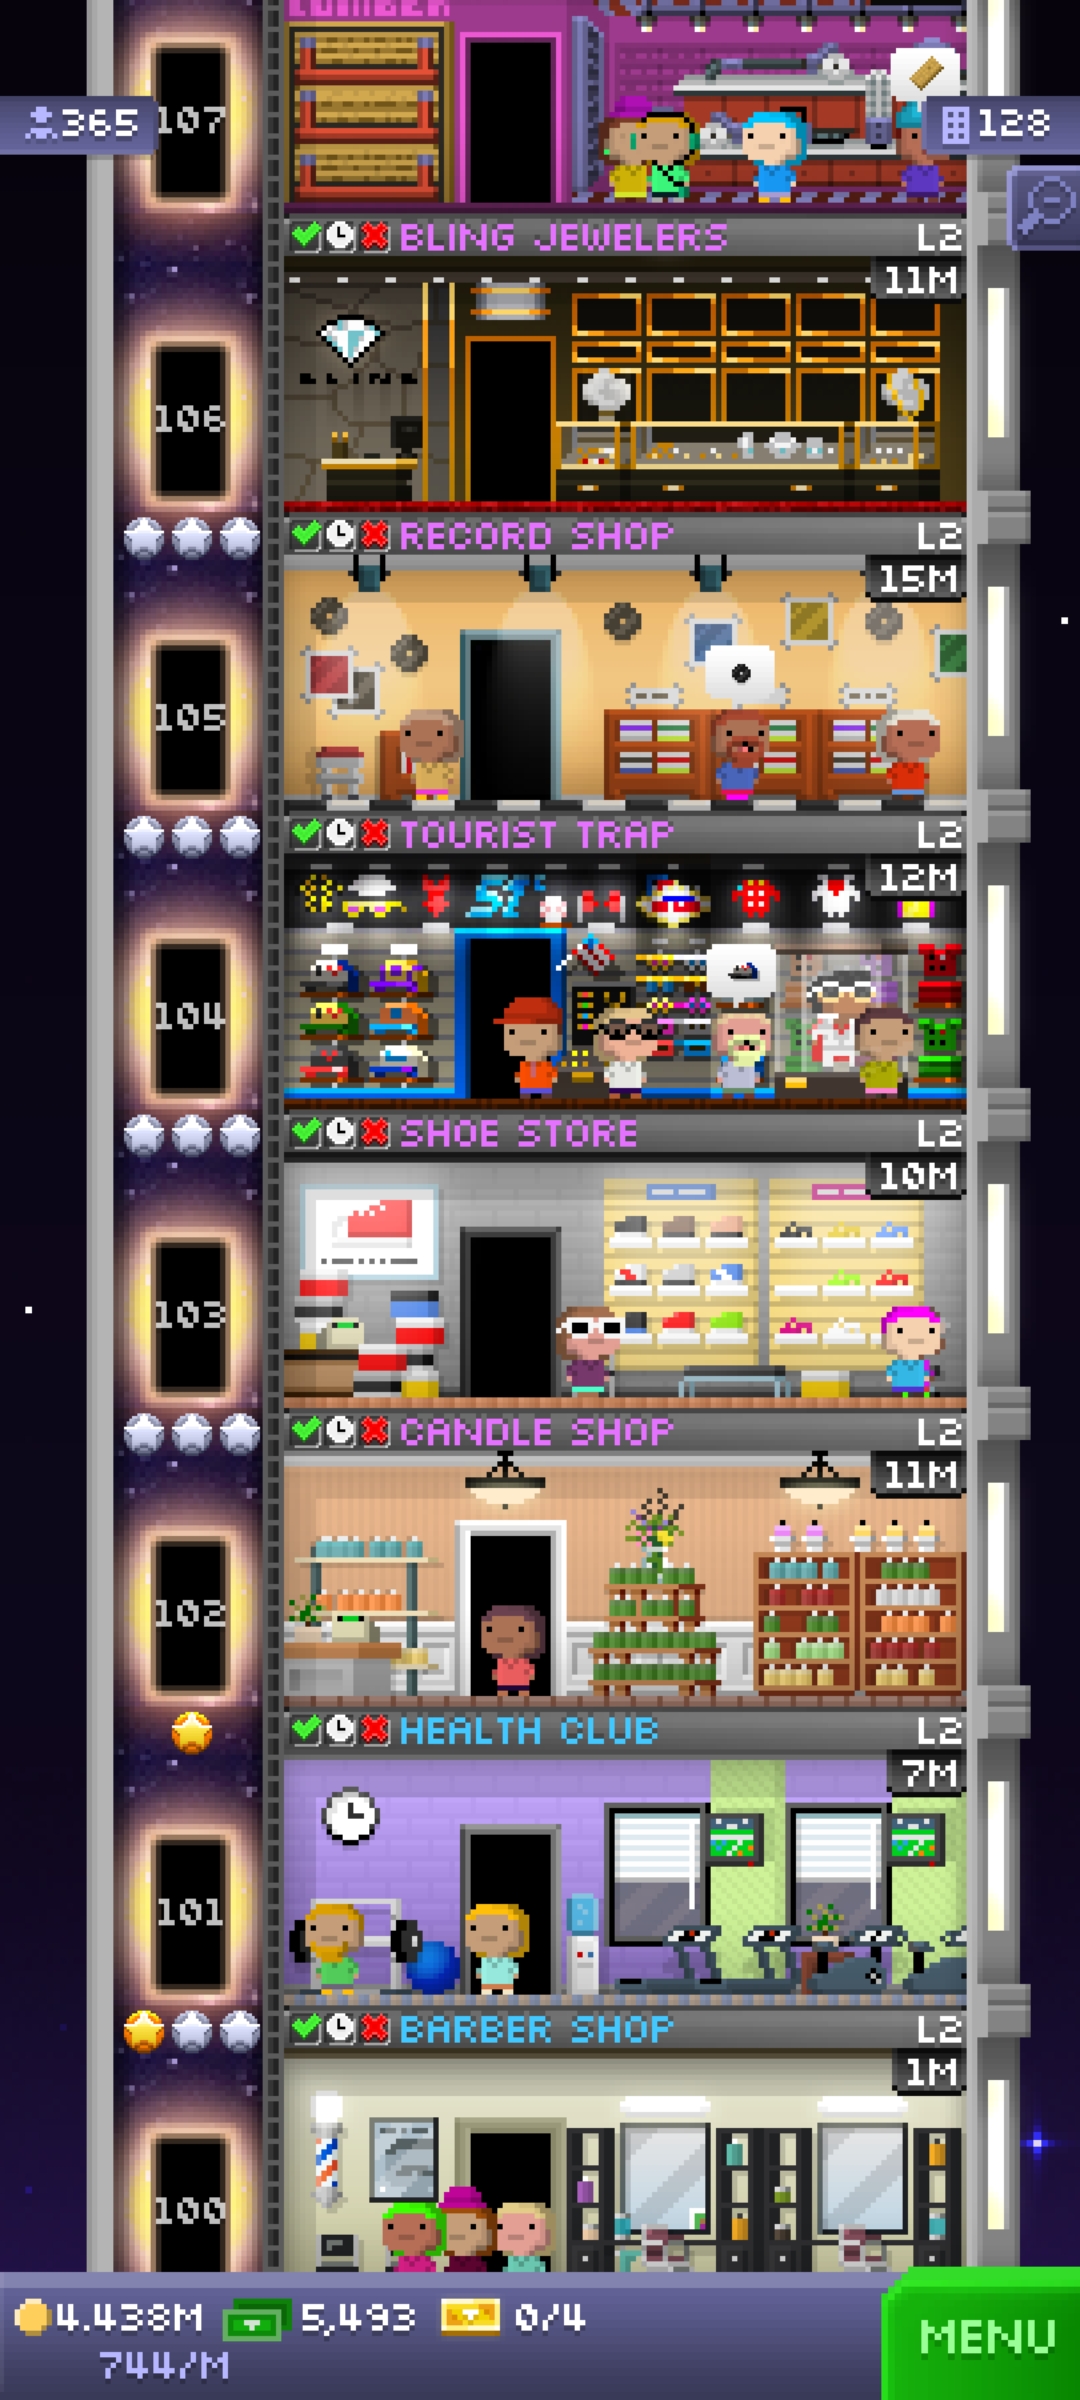 LUMBER
365
107
128
BLING JEWELERS L2
11M
BLING
106
RECORD SHOP L2
15M
105
TOURIST TRAP L2
12M
104
SHOE STORE L2
10M
103
CANDLE SHOP L2
11M
102
HEALTH CLUB L2
7M
101
BARBER SHOP L2
1M
100
4.438M 5,493 0/4
744/M
MENU